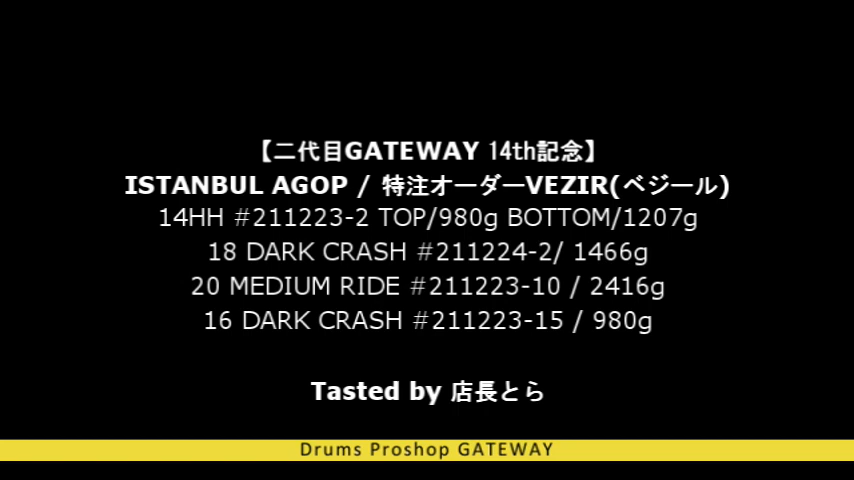 【二代目GATEWAY 14th記念】
ISTANBUL AGOP / 特注オーダーVEZIR(ベジール)
14HH #211223-2 TOP/980g BOTTOM/1207g
18 DARK CRASH #211224-2/ 1466g
20 MEDIUM RIDE #211223-10 / 2416g
16 DARK CRASH #211223-15 / 980g
Tasted by 店長とら
Drums Proshop GATEWAY